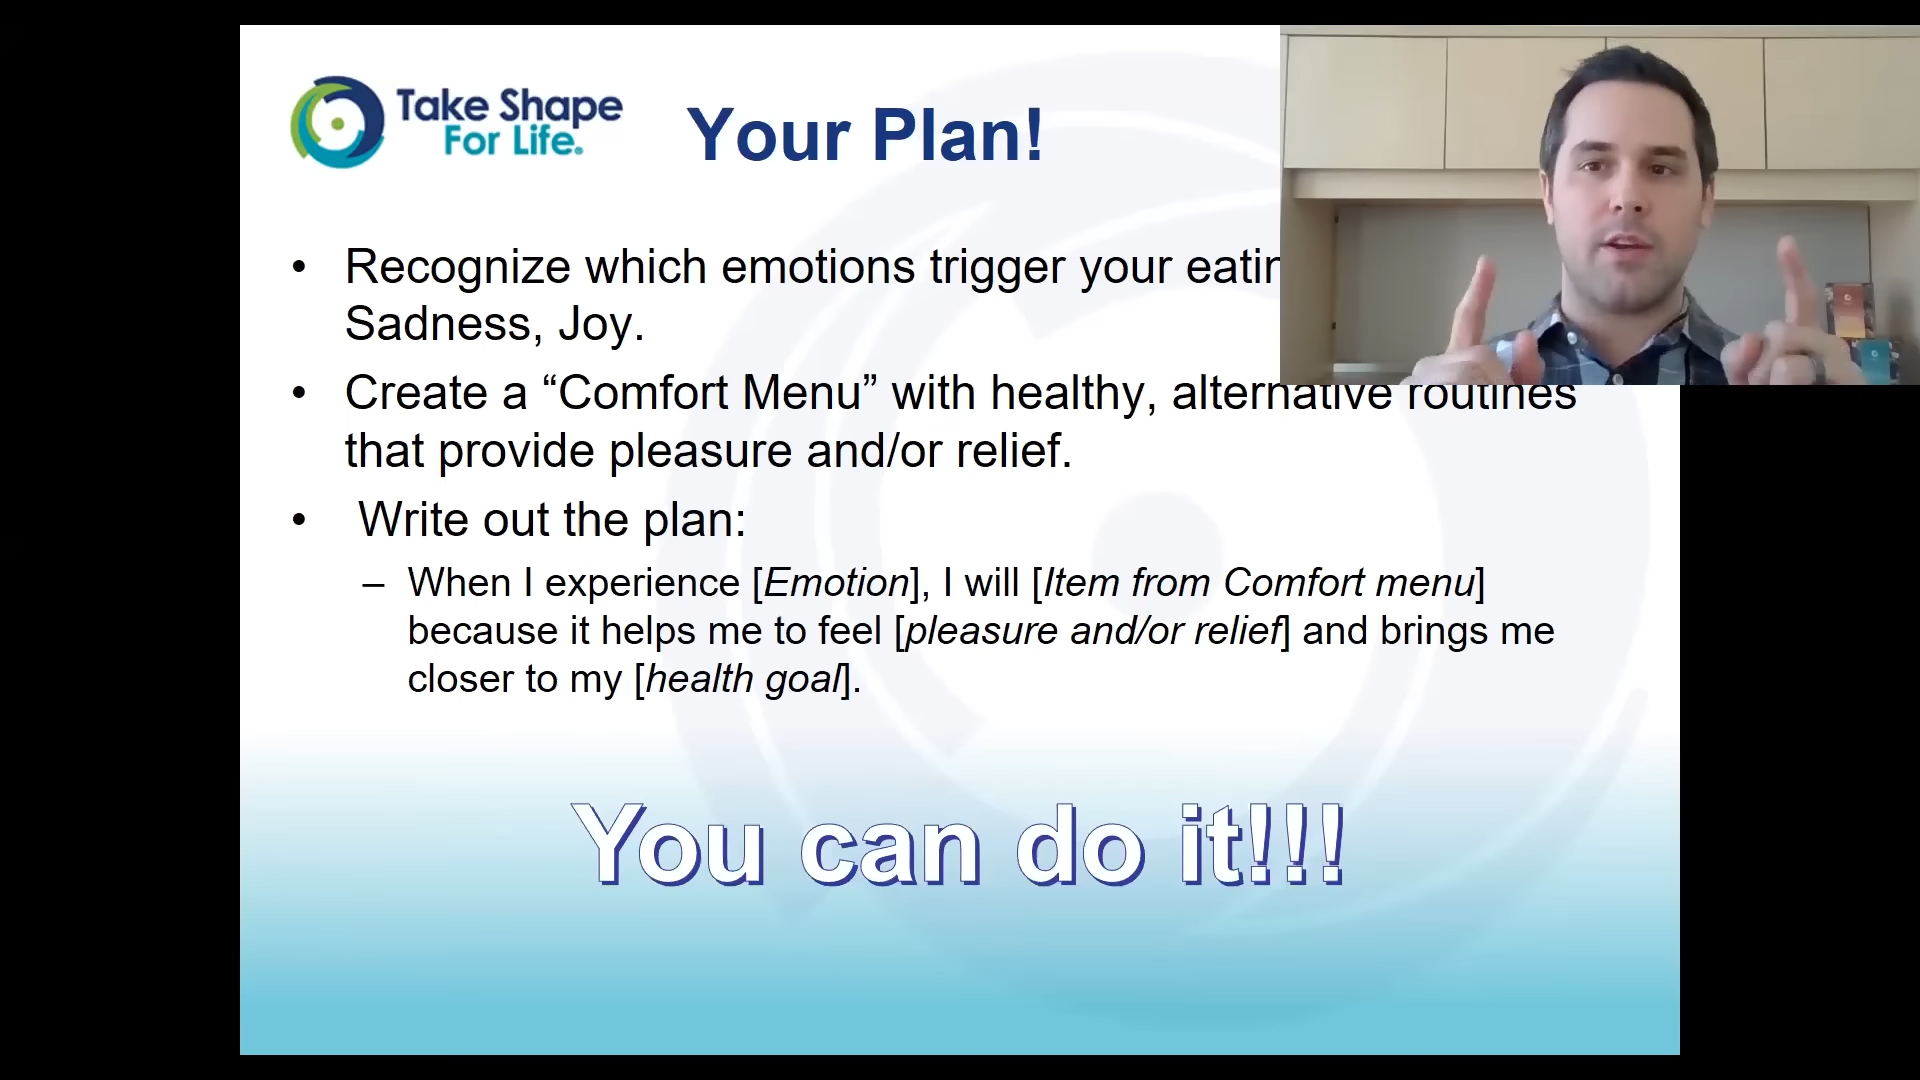 Take Shape
For Life.
Your Plan!
• Recognize which emotions trigger your
Sadness, Joy.
• Create a “Comfort Menu” with healthy, alternative routines
that provide pleasure and/or relief.
• Write out the plan:
– When I experience [Emotion], I will [Item from Comfort menu]
because it helps me to feel [pleasure and/or relief] and brings me
closer to my [health goal].
You can do it!!!